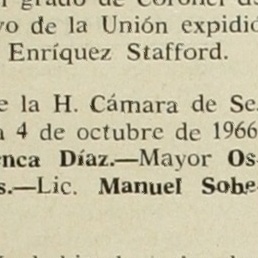 grado de Coronel de
vo de la Unión expidió
Enríquez Stafford.
e la H. Cámara de Se-
a 4 de octubre de 1966
enca Díaz.—Mayor Os-
s.—Lic. Manuel Sobe-